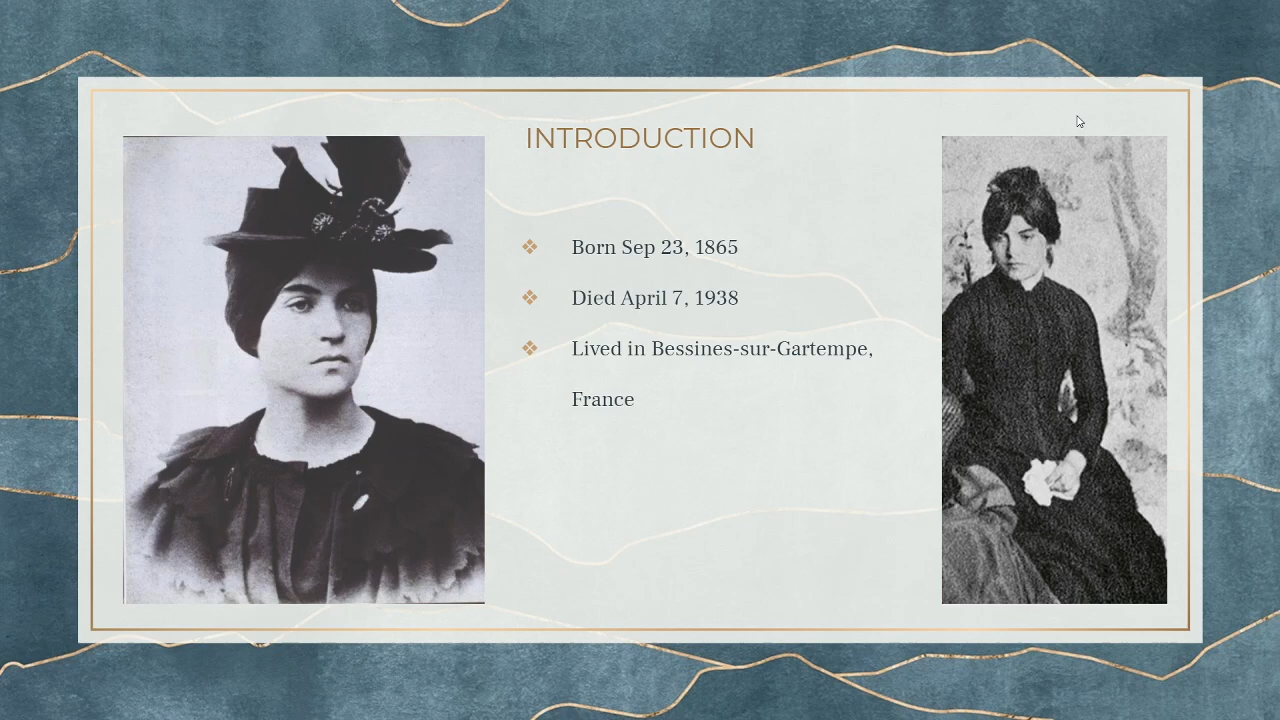 INTRODUCTION
Born Sep 23, 1865
Died April 7, 1938
Lived in Bessines-sur-Gartempe,
France